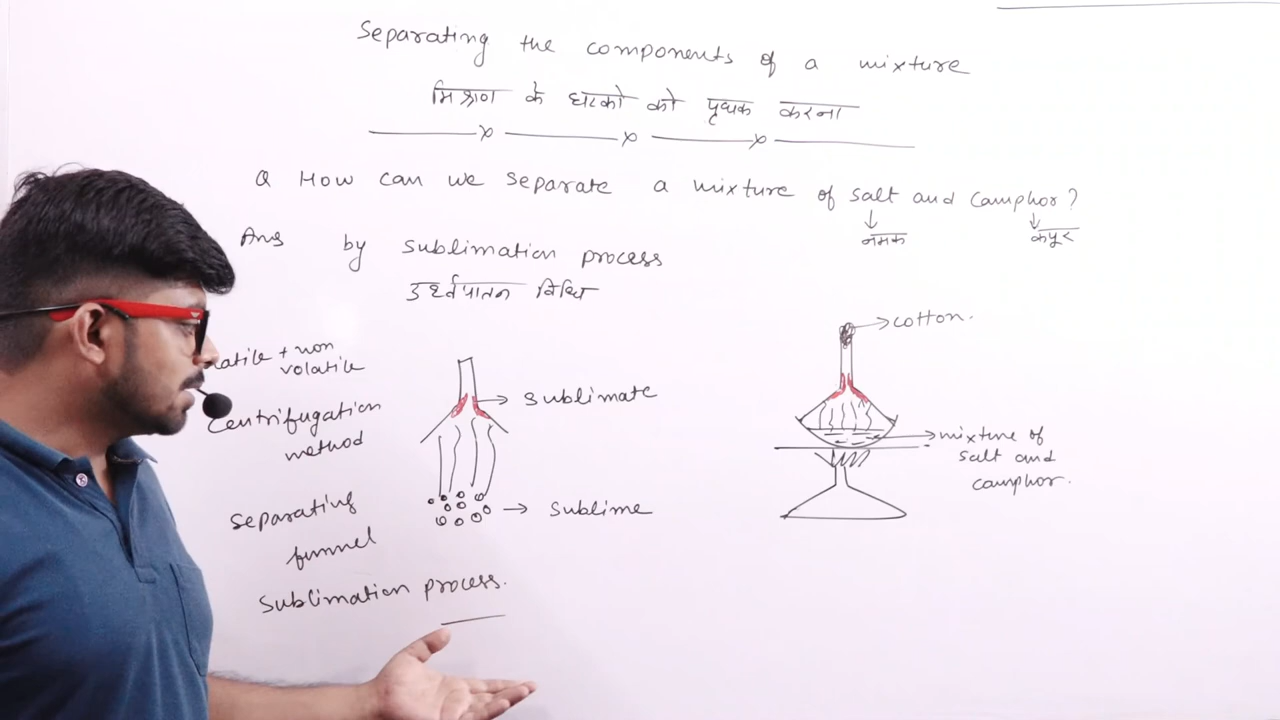 Separating the components of a mixture
मिश्रण के घटको को पृथक करना
Q How can we separate a mixture of salt and camphor?
नमक
कपुर
Ans by sublimation process
उर्ध्वपातन विधि
cotton.
+ non
volatile
Centrifugation
method
sublimate
mixture of
salt and
camphor.
Separating
funnel
sublime
Sublimation process.